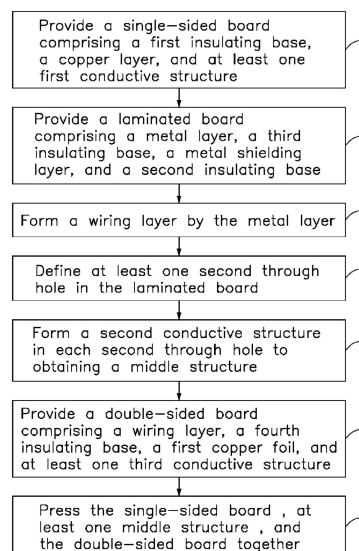 Provide a single-sided board
comprising a first insulating base,
a copper layer, and at least one
first conductive structure
Provide a laminated board
comprising a metal layer, a third
insulating base, a metal shielding
layer, and a second insulating base
Form a wiring layer by the metal layer
Define at least one second through
hole in the laminated board
Form a second conductive structure
in each second through hole to
obtaining a middle structure
Provide a double-sided board
comprising a wiring layer, a fourth
insulating base, a first copper foil, and
at least one third conductive structure
Press the single-sided board , at
least one middle structure , and
the double-sided board together